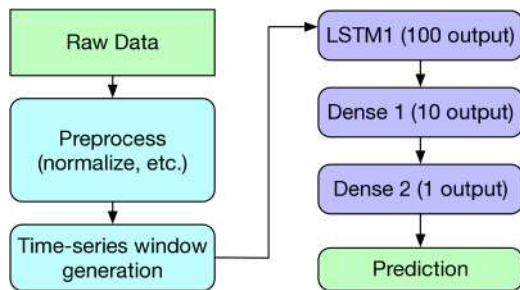 Raw Data
Preprocess
(normalize, etc.)
Time-series window
generation
LSTM1 (100 output)
Dense 1 (10 output)
Dense 2 (1 output)
Prediction